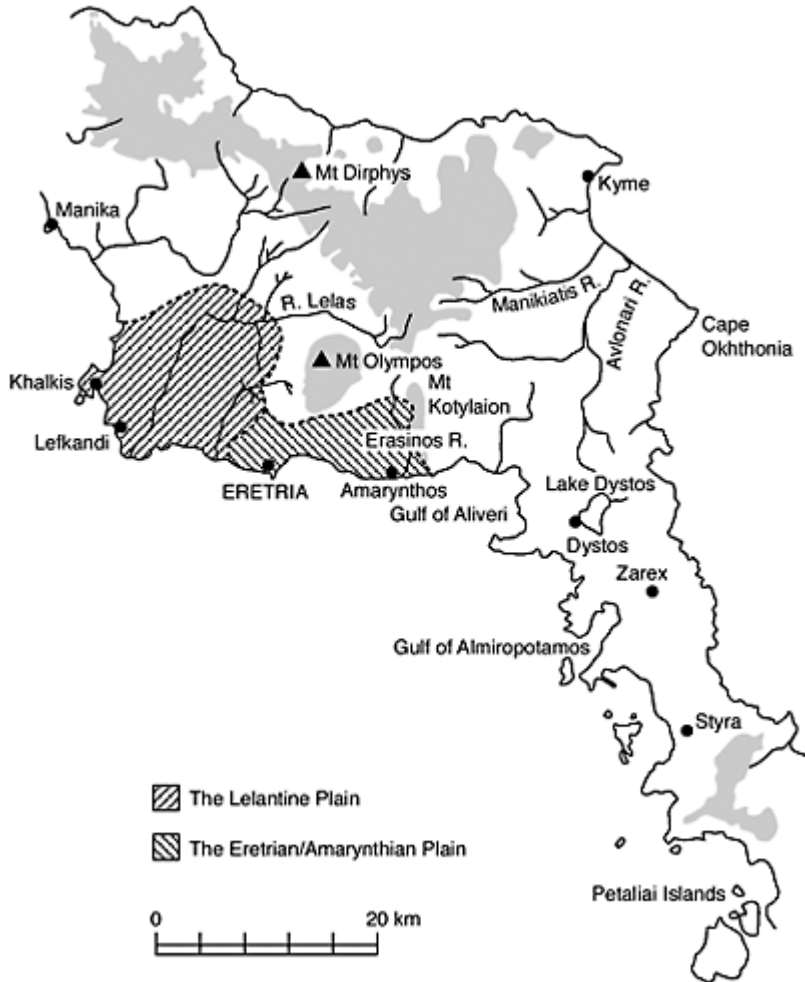 Mt Dirphys
Kyme
Manika
Manikiatis R.
Avlonari R.
R. Lelas
Cape
Okhthonia
Mt Olympos
Khalkis
Mt
Kotylaion
Lefkandi
Erasinos R.
ERETRIA
Amarynthos
Lake Dystos
Gulf of Aliveri
Dystos
Zarex
Gulf of Almiropotamos
Styra
The Lelantine Plain
The Eretrian/Amarynthian Plain
Petaliai Islands
0 20 km